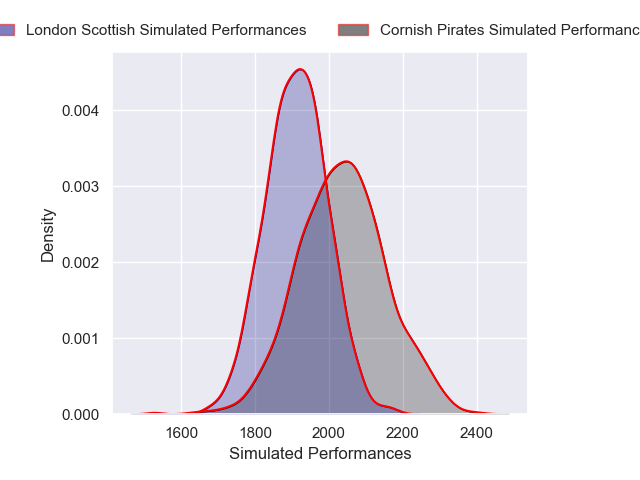 London Scottish Simulated Performances
Cornish Pirates Simulated Performanc
0.004
0.003
0.002
0.001
0.000
Density
1600 1800 2000 2200 2400
Simulated Performances